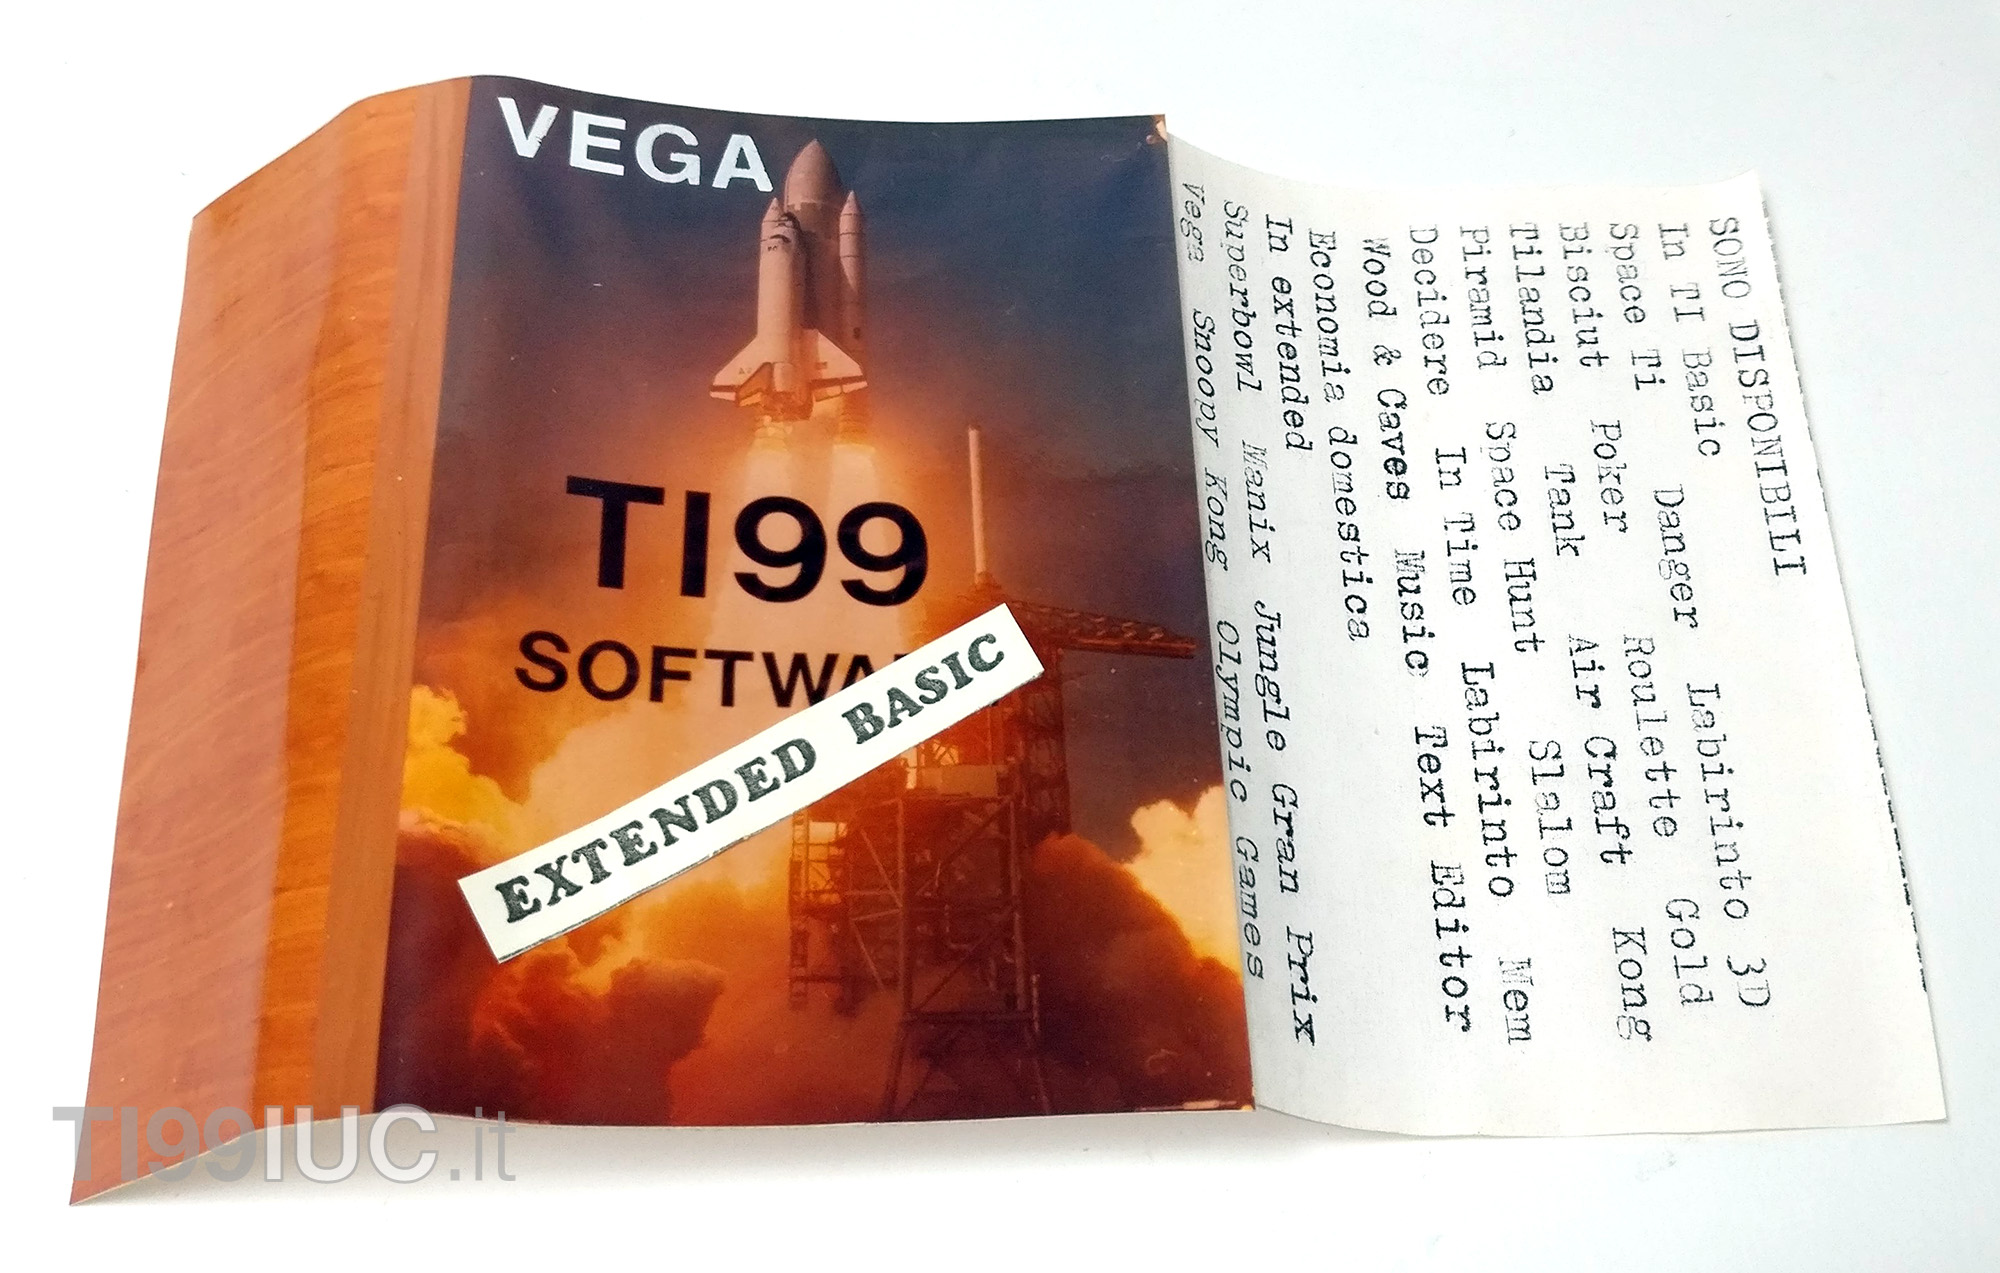 VEGA
TI99
SOFTWA
EXTENDED BASIC
SONO DISPONIBILI
In TI Basic
Space Ti Danger Labirinto 3D
Bisciut Poker Roulette Gold
Tilandia Tank Air Craft Kong
Piramid Space Hunt Slalom
Decidere In Time Labirinto Mem
Wood & Caves Music Text Editor
Economia domestica
In extended
Superbowl Manix Jungle Gran Prix
Vega Snoopy Kong Olympic Games
TI99IUC.it